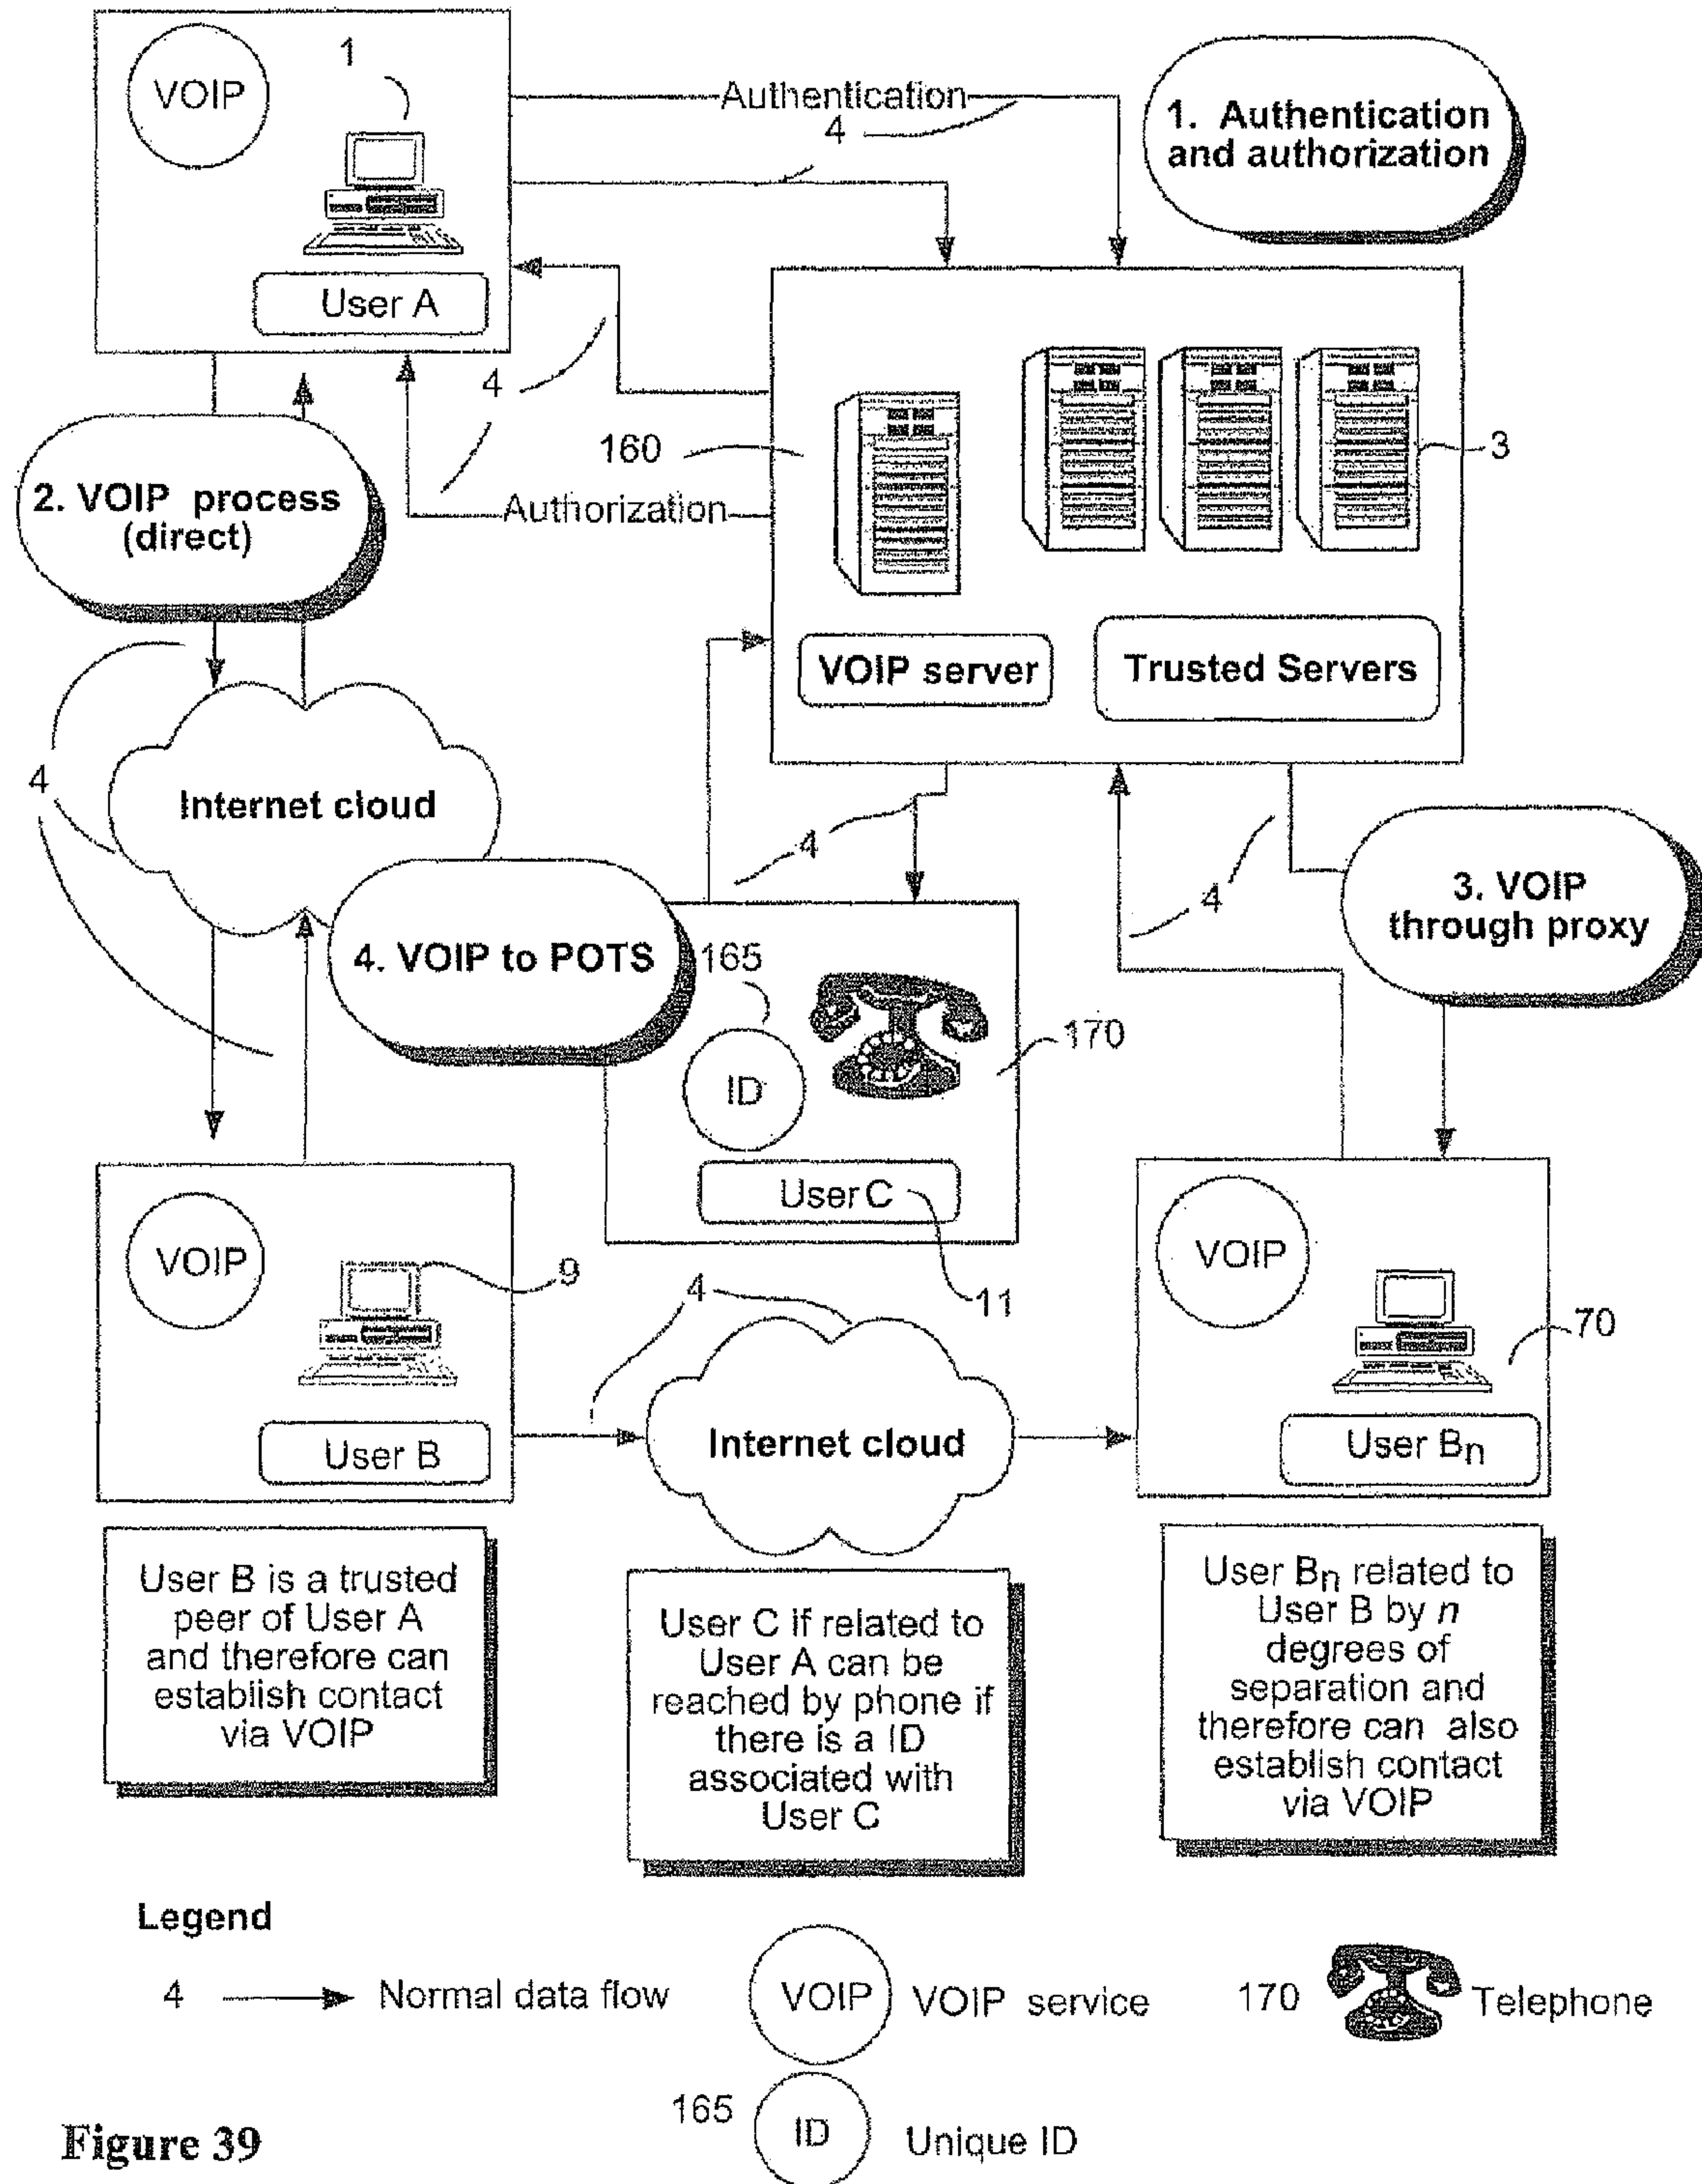 VOIP
1
User A
Authentication
4
1. Authentication
and authorization
4
160
3
Authorization
2. VOIP process
(direct)
VOIP server
Trusted Servers
4
Internet cloud
4
4
3. VOIP
through proxy
4. VOIP to POTS
165
170
ID
User C
11
VOIP
9
User B
4
Internet cloud
VOIP
70
User Bn
User B is a trusted
peer of User A
and therefore can
establish contact
via VOIP
User C if related to
User A can be
reached by phone if
there is a ID
associated with
User C
User Bn related to
User B by n
degrees of
separation and
therefore can also
establish contact
via VOIP
Legend
4 Normal data flow
VOIP VOIP service
170 Telephone
165 ID Unique ID
Figure 39